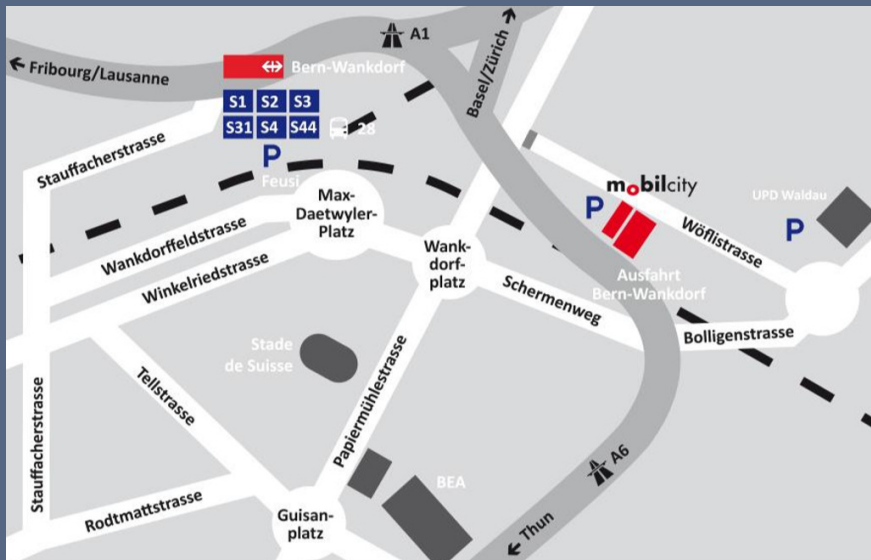 A1
Fribourg/Lausanne
Bern-Wankdorf
Basel/Zürich
S1 S2 S3
S31 S4 S44
28
P
Feusi
Stauffacherstrasse
Max-
Daetwyler-
Platz
mobilcity
P
UPD Waldau
P
Wöflistrasse
Wankdorffeldstrasse
Winkelriedstrasse
Wank-
dorf-
platz
Schermenweg
Ausfahrt
Bern-Wankdorf
Bolligenstrasse
Stade
de Suisse
Papiermühlestrasse
Tellstrasse
Stauffacherstrasse
A6
BEA
Rodtmattstrasse
Guisan-
platz
Thun